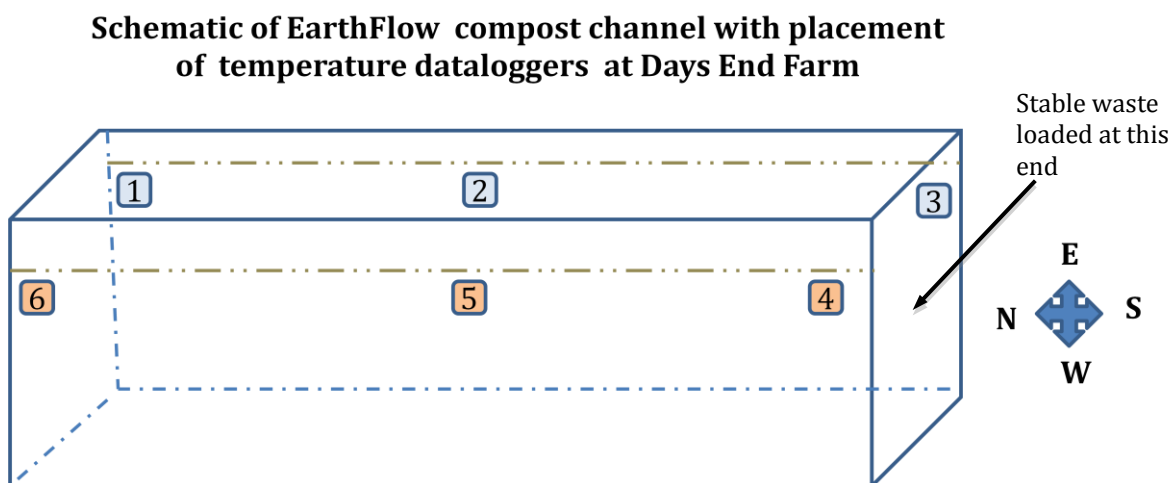 Schematic of EarthFlow compost channel with placement
of temperature dataloggers at Days End Farm
Stable waste
loaded at this
end
1
2
3
6
5
4
E
N
S
W